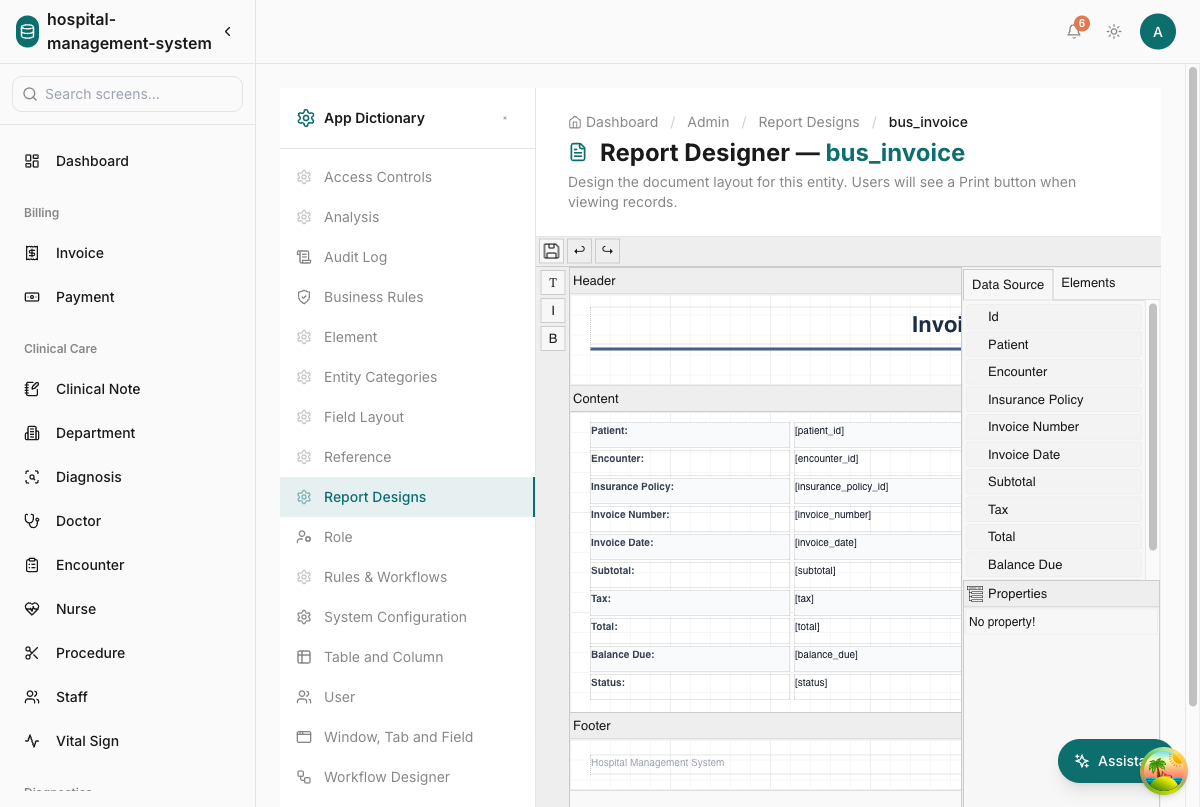 hospital-
management-system
6
A
Search screens...
Dashboard
Billing
Invoice
Payment
Clinical Care
Clinical Note
Department
Diagnosis
Doctor
Encounter
Nurse
Procedure
Staff
Vital Sign
App Dictionary
Access Controls
Analysis
Audit Log
Business Rules
Element
Entity Categories
Field Layout
Reference
Report Designs
Role
Rules & Workflows
System Configuration
Table and Column
User
Window, Tab and Field
Workflow Designer
Dashboard / Admin / Report Designs / bus_invoice
Report Designer — bus_invoice
Design the document layout for this entity. Users will see a Print button when
viewing records.
T
I
B
Header
Invoi
Content
Patient: [patient_id]
Encounter: [encounter_id]
Insurance Policy: [insurance_policy_id]
Invoice Number: [invoice_number]
Invoice Date: [invoice_date]
Subtotal: [subtotal]
Tax: [tax]
Total: [total]
Balance Due: [balance_due]
Status: [status]
Footer
Hospital Management System
Data Source Elements
Id
Patient
Encounter
Insurance Policy
Invoice Number
Invoice Date
Subtotal
Tax
Total
Balance Due
Properties
No property!
Assista